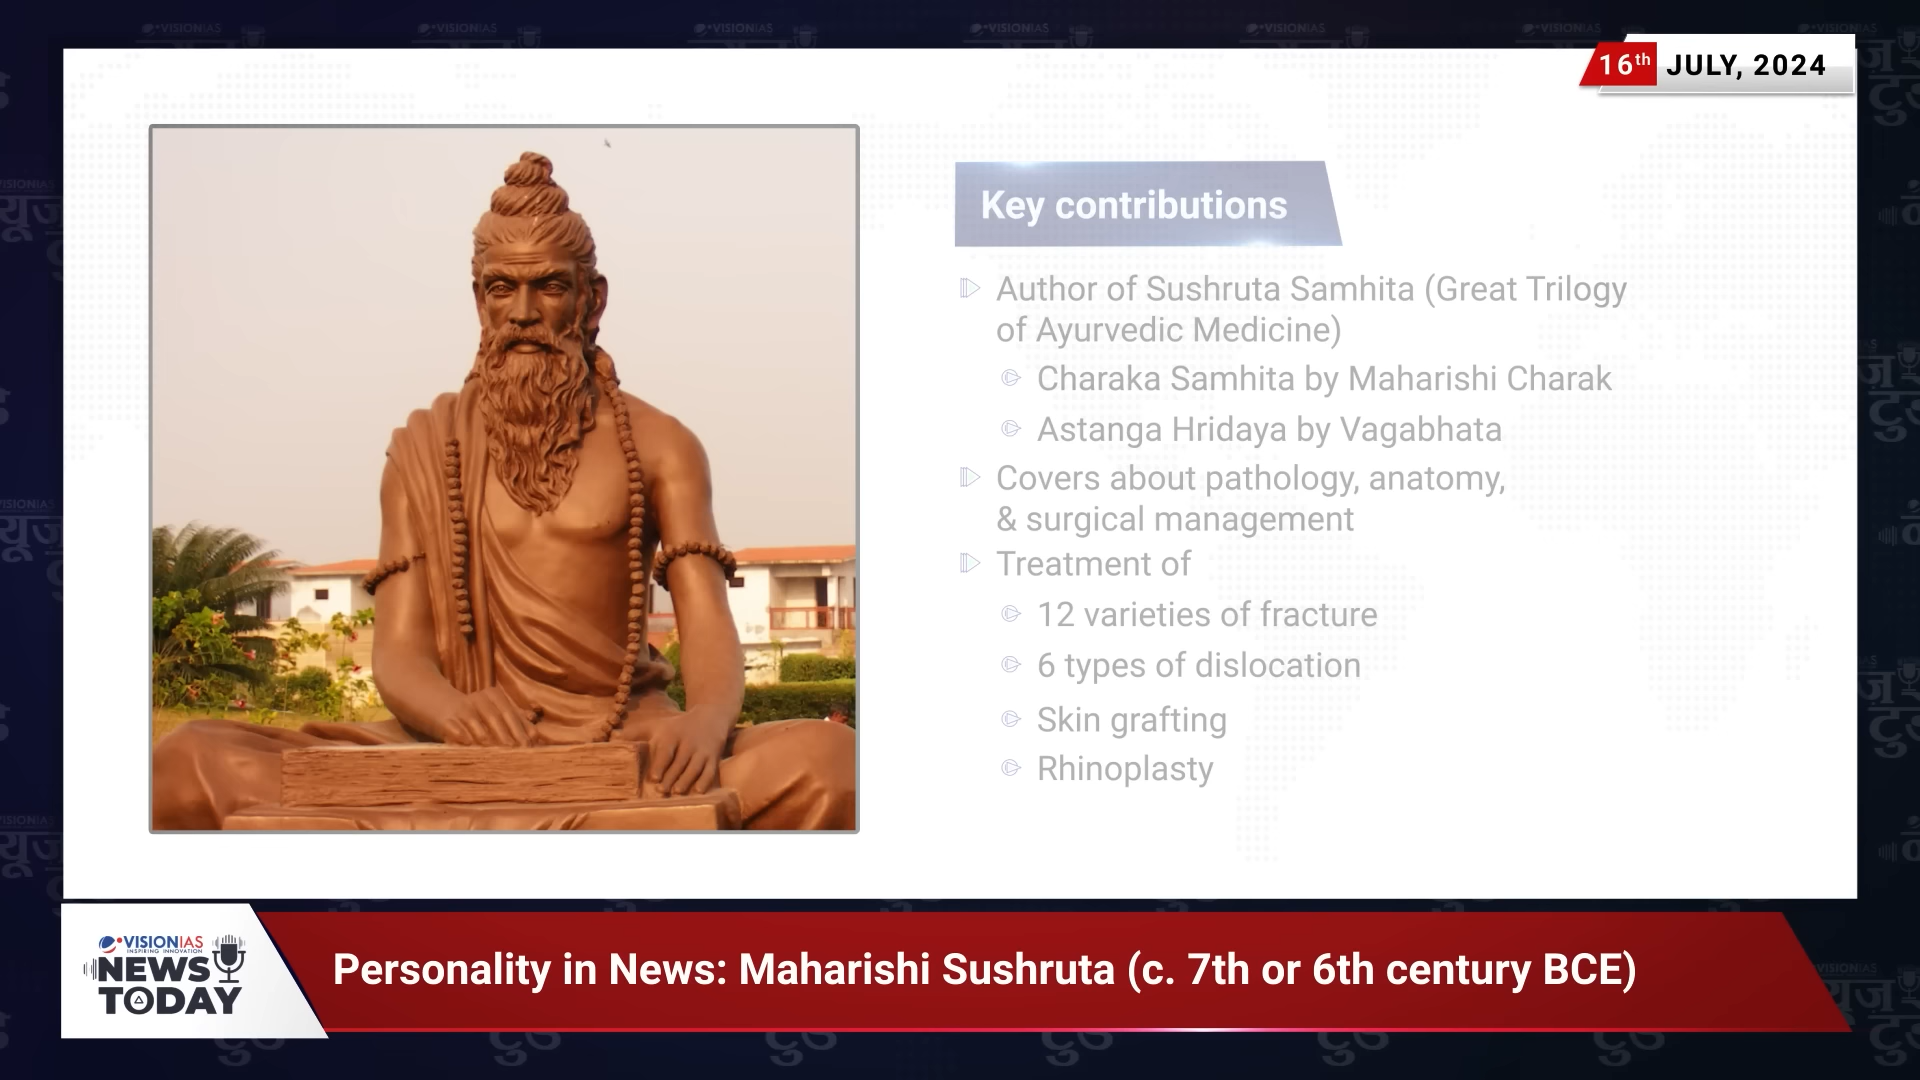 16th JULY, 2024
Key contributions
Author of Sushruta Samhita (Great Trilogy
of Ayurvedic Medicine)
Charaka Samhita by Maharishi Charak
Astanga Hridaya by Vagabhata
Covers about pathology, anatomy,
& surgical management
Treatment of
12 varieties of fracture
6 types of dislocation
Skin grafting
Rhinoplasty
VISIONIAS
INSPIRING INNOVATION
NEWS
TODAY
Personality in News: Maharishi Sushruta (c. 7th or 6th century BCE)